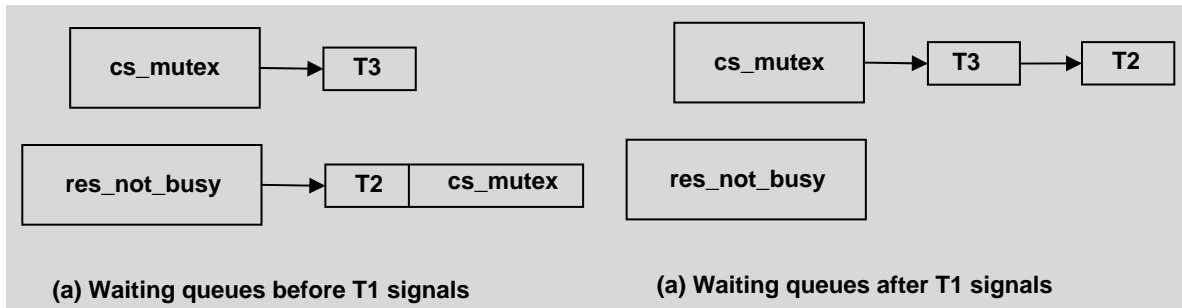 cs_mutex T3
res_not_busy T2 cs_mutex
(a) Waiting queues before T1 signals
cs_mutex T3 T2
res_not_busy
(a) Waiting queues after T1 signals